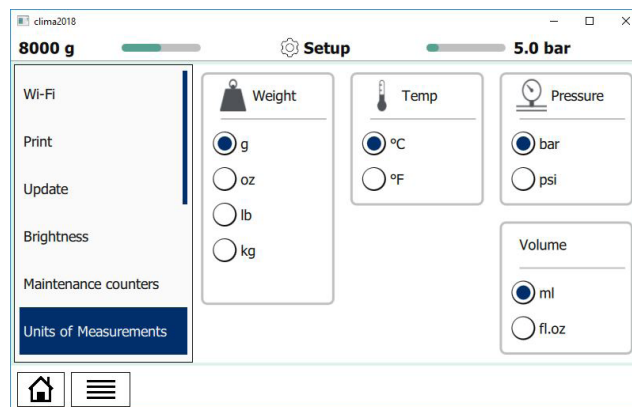 clima2018
8000 g
Setup
5.0 bar
Wi-Fi
Print
Update
Brightness
Maintenance counters
Units of Measurements
Weight
g
oz
lb
kg
Temp
°C
°F
Pressure
bar
psi
Volume
ml
fl.oz